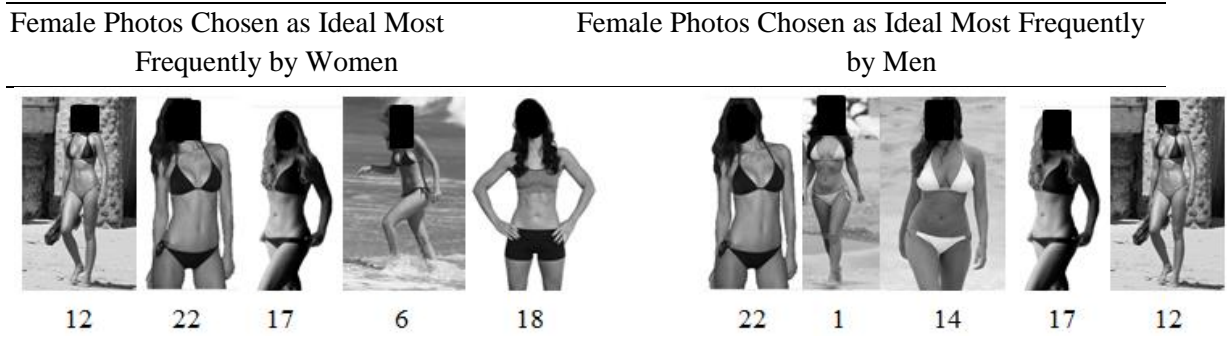 Female Photos Chosen as Ideal Most
Frequently by Women
Female Photos Chosen as Ideal Most Frequently
by Men
12 22 17 6 18
22 1 14 17 12